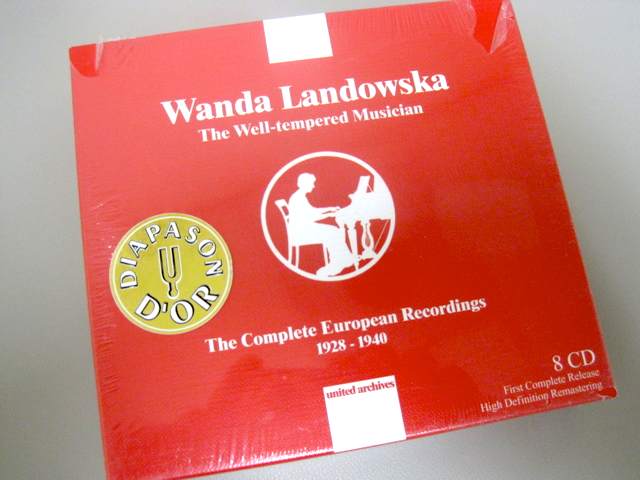 Wanda Landowska
The Well-tempered Musician
DIAPASON
D'OR
The Complete European Recordings
1928 - 1940
8 CD
First Complete Release
High Definition Remastering
united archives